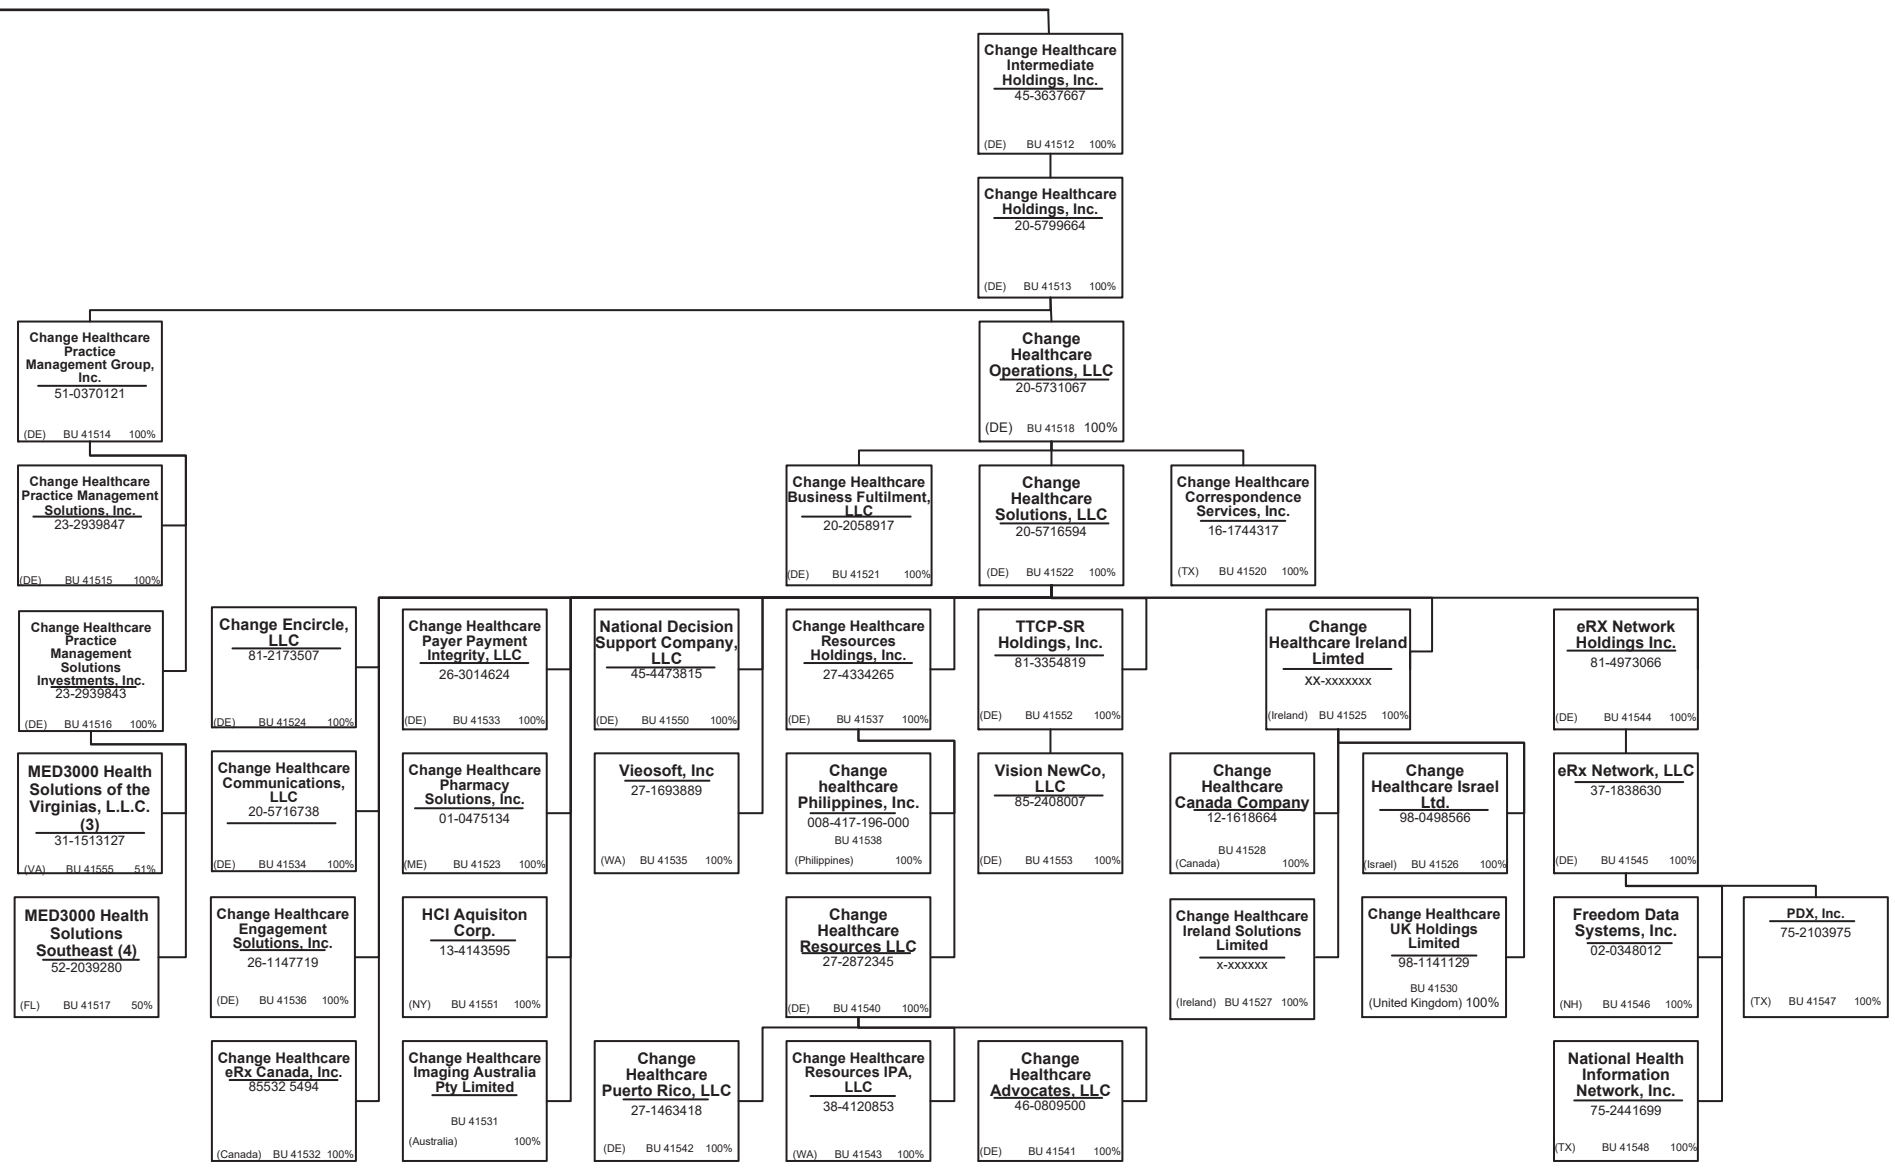 Change Healthcare
Intermediate
Holdings, Inc.
45-3637667
(DE) BU 41512 100%
Change Healthcare
Holdings, Inc.
20-5799664
(DE) BU 41513 100%
Change Healthcare
Practice
Management Group,
Inc.
51-0370121
(DE) BU 41514 100%
Change
Healthcare
Operations, LLC
20-5731067
(DE) BU 41518 100%
Change Healthcare
Practice Management
Solutions, Inc.
23-2939847
(DE) BU 41515 100%
Change Healthcare
Business Fultilment,
LLC
20-2058917
(DE) BU 41521 100%
Change
Healthcare
Solutions, LLC
20-5716594
(DE) BU 41522 100%
Change Healthcare
Correspondence
Services, Inc.
16-1744317
(TX) BU 41520 100%
Change Healthcare
Practice
Management
Solutions
Investments, Inc.
23-2939843
(DE) BU 41516 100%
Change Encircle,
LLC
81-2173507
(DE) BU 41524 100%
Change Healthcare
Payer Payment
Integrity, LLC
26-3014624
(DE) BU 41533 100%
National Decision
Support Company,
LLC
45-4473815
(DE) BU 41550 100%
Change Healthcare
Resources
Holdings, Inc.
27-4334265
(DE) BU 41537 100%
TTCP-SR
Holdings, Inc.
81-3354819
(DE) BU 41552 100%
Change
Healthcare Ireland
Limted
XX-xxxxxxx
(Ireland) BU 41525 100%
eRX Network
Holdings Inc.
81-4973066
(DE) BU 41544 100%
MED3000 Health
Solutions of the
Virginias, L.L.C.
(3)
31-1513127
(VA) BU 41555 51%
Change Healthcare
Communications,
LLC
20-5716738
(DE) BU 41534 100%
Change Healthcare
Pharmacy
Solutions, Inc.
01-0475134
(ME) BU 41523 100%
Vieosoft, Inc
27-1693889
(WA) BU 41535 100%
Change
healthcare
Philippines, Inc.
008-417-196-000
BU 41538
(Philippines) 100%
Vision NewCo,
LLC
85-2408007
(DE) BU 41553 100%
Change
Healthcare
Canada Company
12-1618664
BU 41528
(Canada) 100%
Change
Healthcare Israel
Ltd.
98-0498566
(Israel) BU 41526 100%
eRx Network, LLC
37-1838630
(DE) BU 41545 100%
MED3000 Health
Solutions
Southeast (4)
52-2039280
(FL) BU 41517 50%
Change Healthcare
Engagement
Solutions, Inc.
26-1147719
(DE) BU 41536 100%
HCI Aquisiton
Corp.
13-4143595
(NY) BU 41551 100%
Change
Healthcare
Resources LLC
27-2872345
(DE) BU 41540 100%
Change Healthcare
Ireland Solutions
Limited
x-xxxxxx
(Ireland) BU 41527 100%
Change Healthcare
UK Holdings
Limited
98-1141129
BU 41530
(United Kingdom) 100%
Freedom Data
Systems, Inc.
02-0348012
(NH) BU 41546 100%
PDX, Inc.
75-2103975
(TX) BU 41547 100%
Change Healthcare
eRx Canada, Inc.
85532 5494
(Canada) BU 41532 100%
Change Healthcare
Imaging Australia
Pty Limited
BU 41531
(Australia) 100%
Change
Healthcare
Puerto Rico, LLC
27-1463418
(DE) BU 41542 100%
Change Healthcare
Resources IPA,
LLC
38-4120853
(WA) BU 41543 100%
Change
Healthcare
Advocates, LLC
46-0809500
(DE) BU 41541 100%
National Health
Information
Network, Inc.
75-2441699
(TX) BU 41548 100%